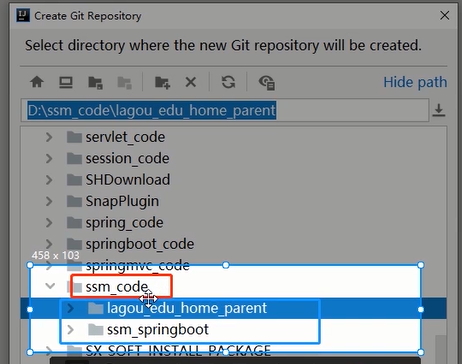 Create Git Repository
Select directory where the new Git repository will be created.
Hide path
D:\ssm_code\lagou_edu_home_parent
servlet_code
session_code
SHDownload
SnapPlugin
spring_code
springboot_code
458 x 103
springmvc_code
ssm_code
lagou_edu_home_parent
ssm_springboot
SX_SOFT_INSTALL_PACKAGE